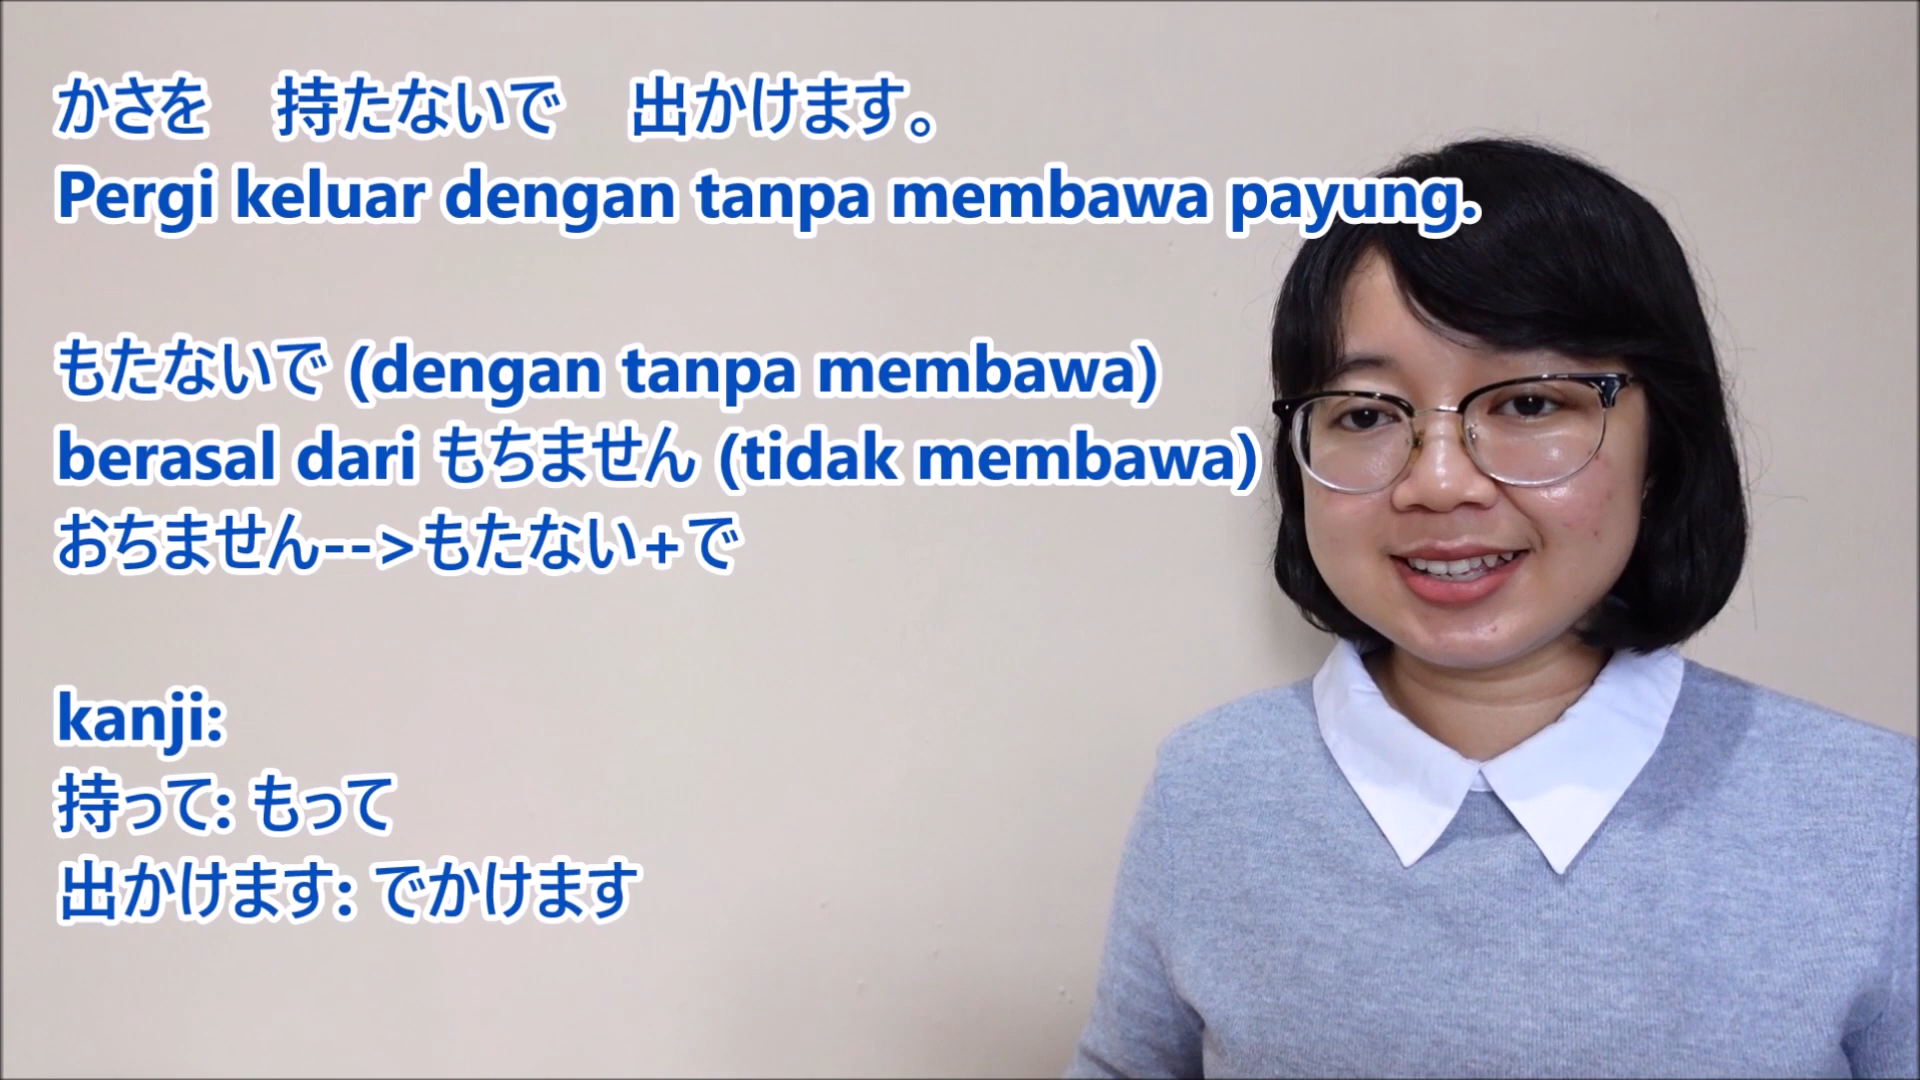 かさを　持たないで　出かけます。
Pergi keluar dengan tanpa membawa payung.
もたないで (dengan tanpa membawa)
berasal dari もちません (tidak membawa)
おちません-->もたない+で
kanji:
持って: もって
出かけます: でかけます